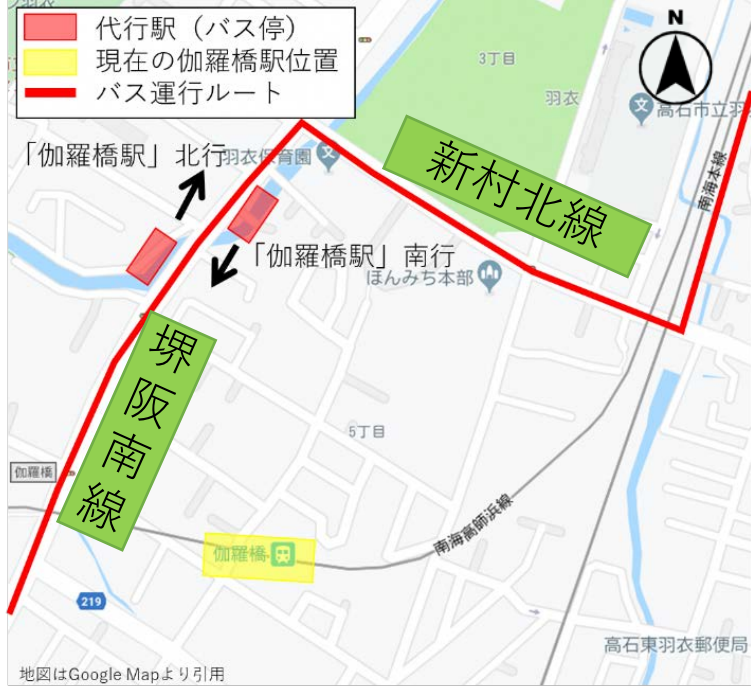 代行駅（バス停）
現在の伽羅橋駅位置
バス運行ルート
N
3丁目
羽衣
高石市立羽
「伽羅橋駅」北行
羽衣保育園
新村北線
南海本線
「伽羅橋駅」南行
ほんみち本部
堺阪南線
5丁目
伽羅橋
南海高師浜線
伽羅橋
219
高石東羽衣郵便局
地図はGoogle Mapより引用